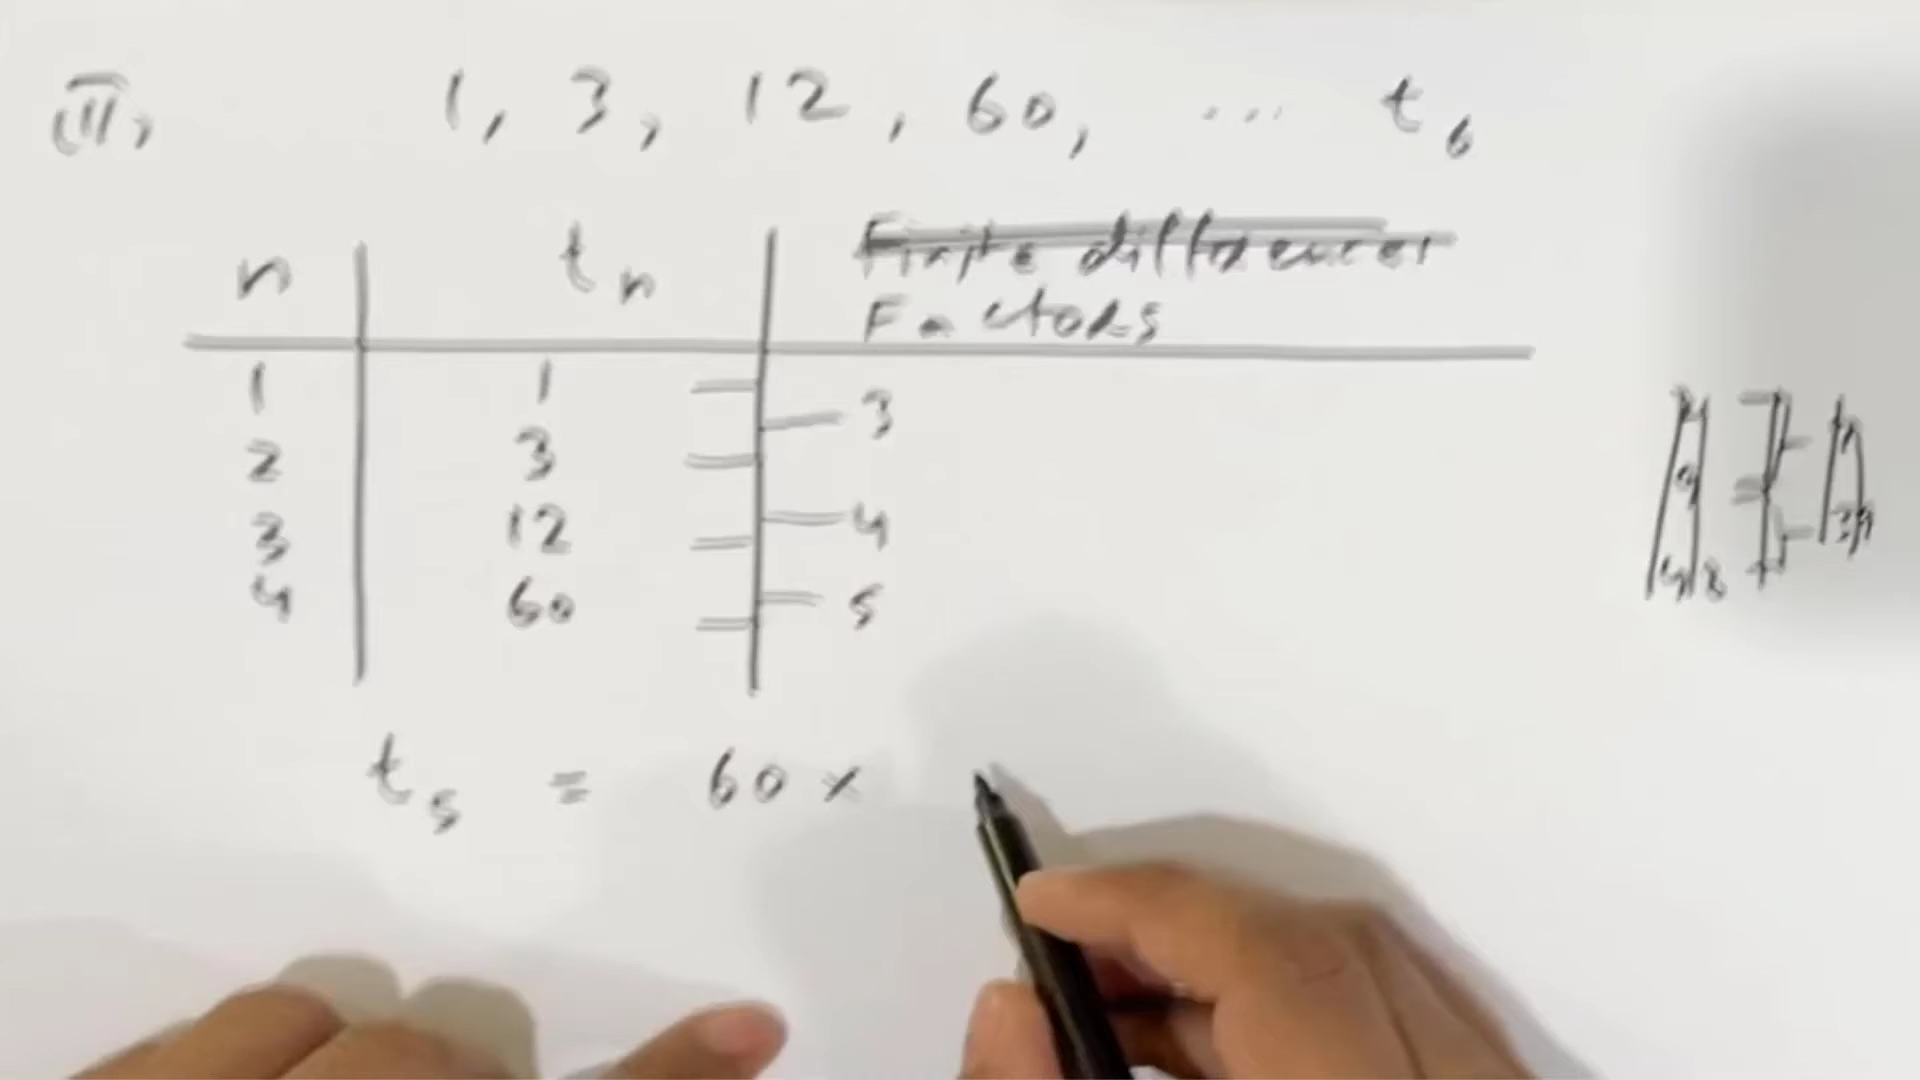 (II), 1, 3, 12, 60, ... t6
n tn Finite differences
Factors
1 1
3
2 3
4
3 12
5
4 60
t5 = 60 ×